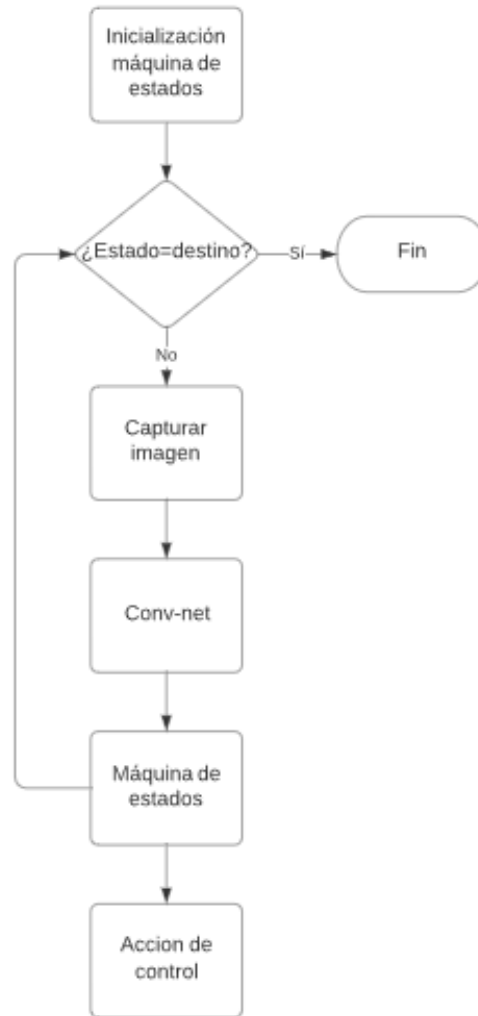 Inicialización
máquina de
estados
¿Estado=destino?
Sí
Fin
No
Capturar
imagen
Conv-net
Máquina de
estados
Accion de
control